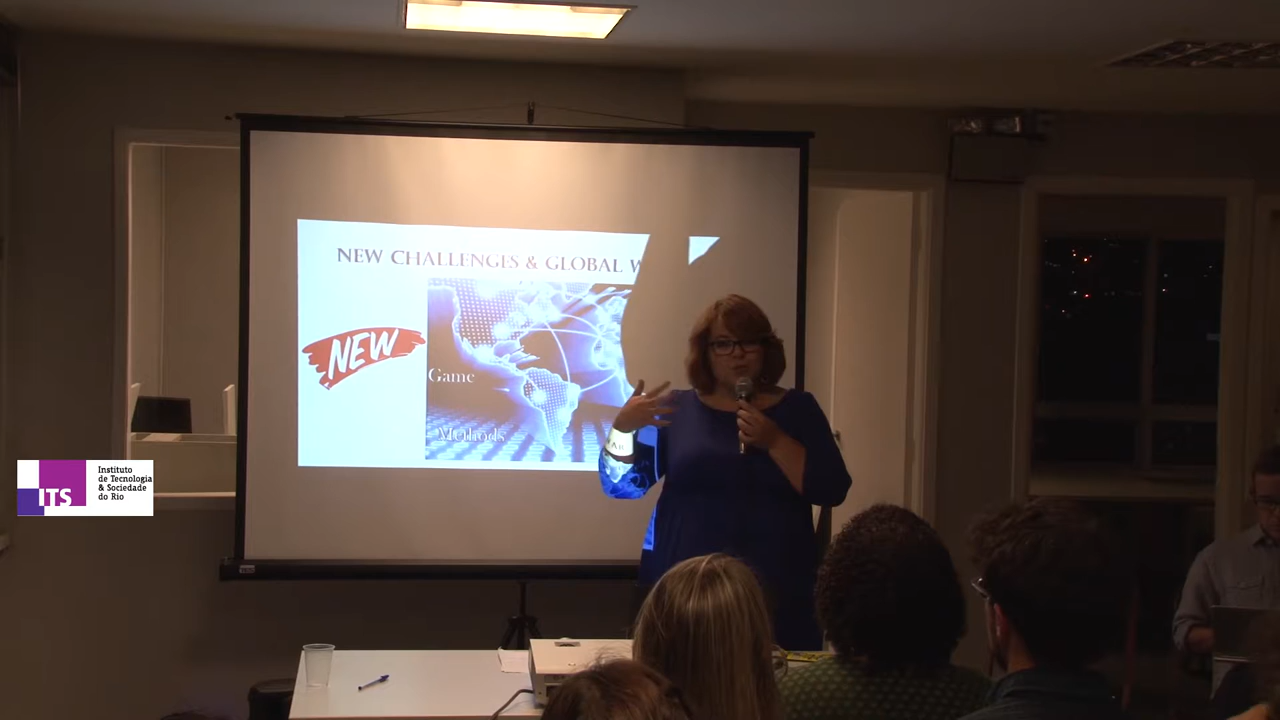 NEW CHALLENGES & GLOBAL
NEW
Game
Methods
ITS
Instituto
de Tecnologia
& Sociedade
do Rio